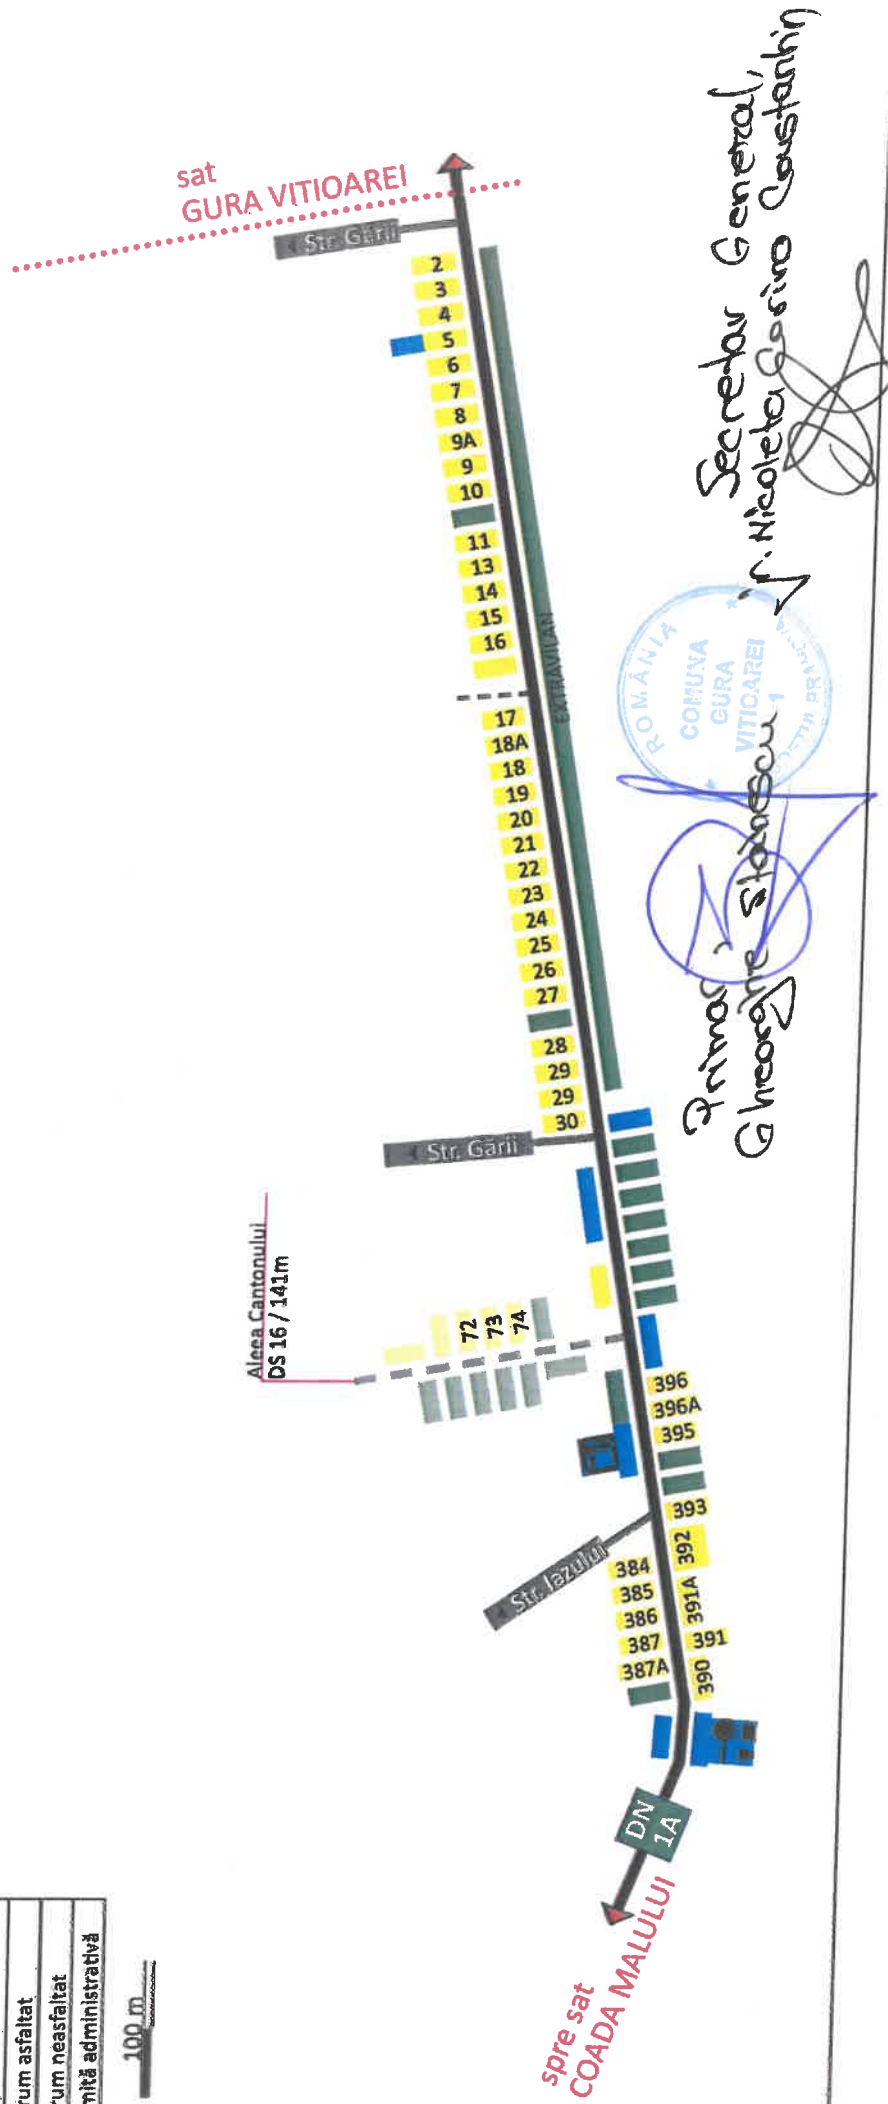 sat
GURA VITIOAREI
Str. Gării
2
3
4
5
6
7
8
9A
9
10
11
13
14
15
16
EXTRAVILAN
17
18A
18
19
20
21
22
23
24
25
26
27
28
29
29
30
Str. Gării
Aleea Cantonului
DS 16 / 141m
72
73
74
396
396A
395
393
392
391A
391
390
Str. Iazului
384
385
386
387
387A
DN
1A
spre sat
COADA MALULUI
rum asfaltat
rum neasfaltat
mită administrativă
100 m
Primar,
Gheorghe Stănescu
ROMÂNIA
COMUNA
GURA
VITIOAREI
Secretar General,
jr. Nicoleta Constantin